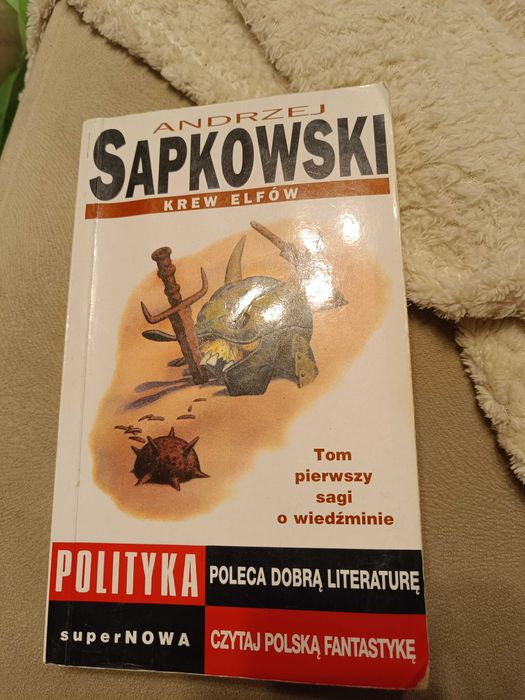 ANDRZEJ
SAPKOWSKI
KREW ELFÓW
Tom
pierwszy
sagi
o wiedźminie
POLITYKA
POLECA DOBRĄ LITERATURĘ
superNOWA
CZYTAJ POLSKĄ FANTASTYKĘ